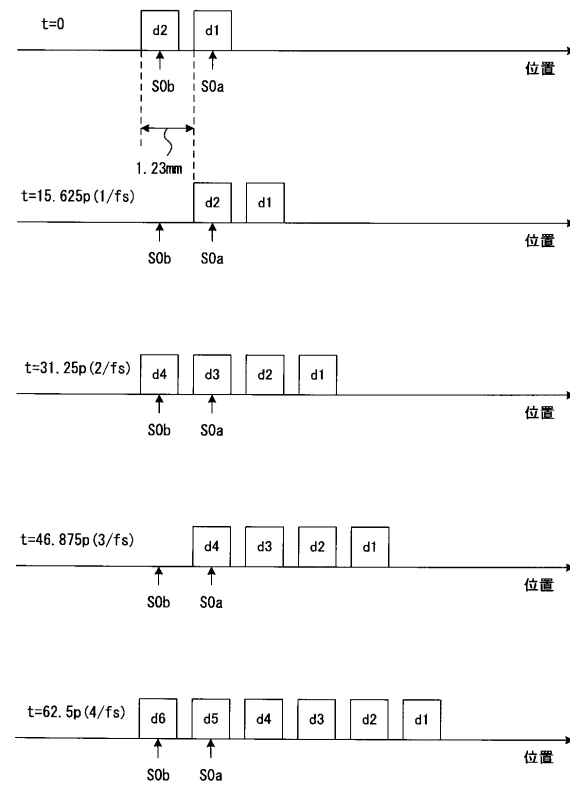 t=0
d2 d1
位置
S0b S0a
1.23mm
t=15.625p(1/fs)
d2 d1
位置
S0b S0a
t=31.25p(2/fs)
d4 d3 d2 d1
位置
S0b S0a
t=46.875p(3/fs)
d4 d3 d2 d1
位置
S0b S0a
t=62.5p(4/fs)
d6 d5 d4 d3 d2 d1
位置
S0b S0a